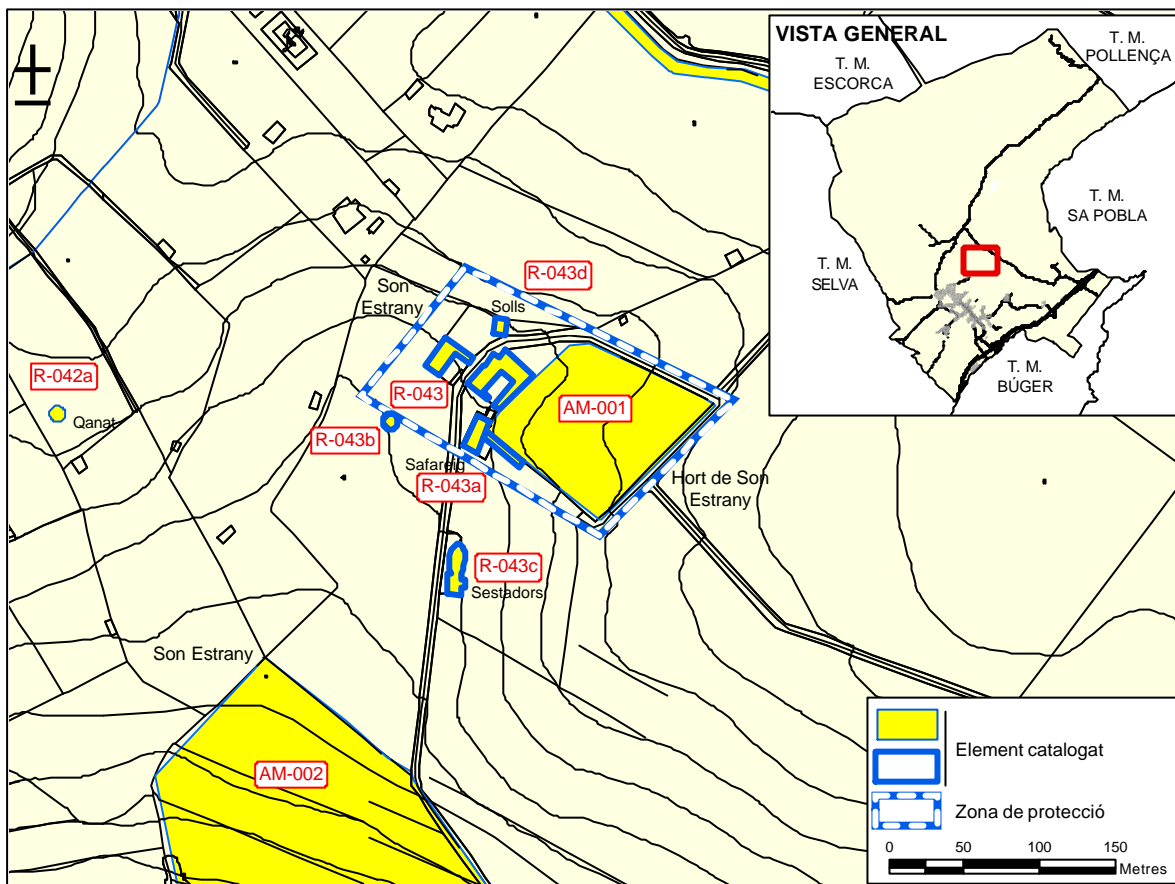 VISTA GENERAL
T. M.
POLLENÇA
T. M.
ESCORCA
T. M.
SA POBLA
T. M.
SELVA
T. M.
BÚGER
R-043d
Son
Estrany
Solls
R-042a
Qanat
R-043
AM-001
R-043b
Safareig
R-043a
Hort de Son
Estrany
R-043c
Sestadors
Son Estrany
AM-002
Element catalogat
Zona de protecció
0 50 100 150
Metres